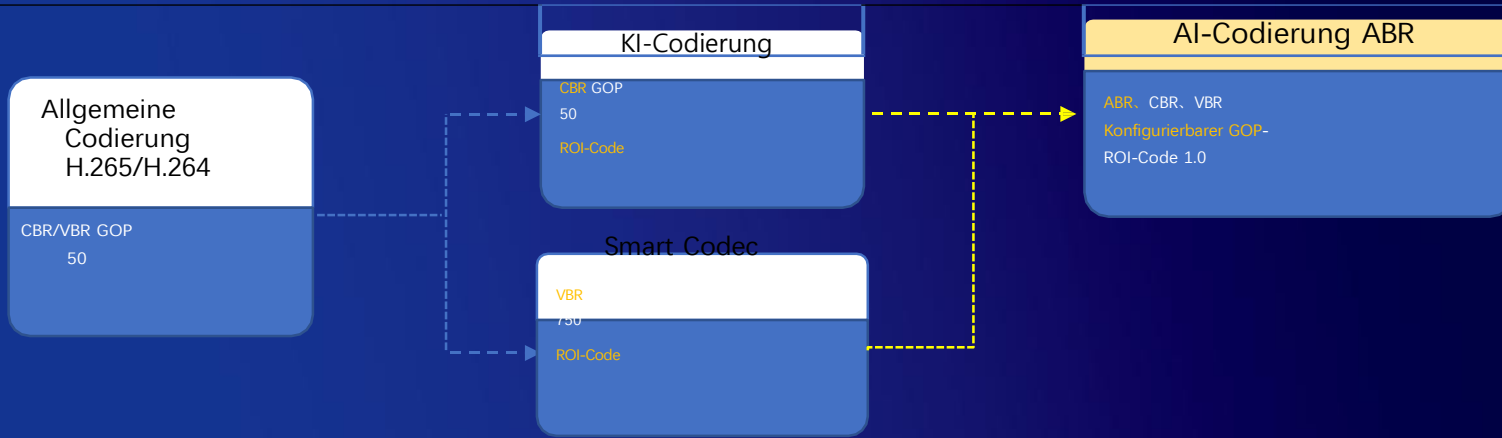 Allgemeine
Codierung
H.265/H.264
CBR/VBR GOP
50
KI-Codierung
CBR GOP
50
ROI-Code
Smart Codec
VBR
750
ROI-Code
AI-Codierung ABR
ABR、CBR、VBR
Konfigurierbarer GOP-
ROI-Code 1.0